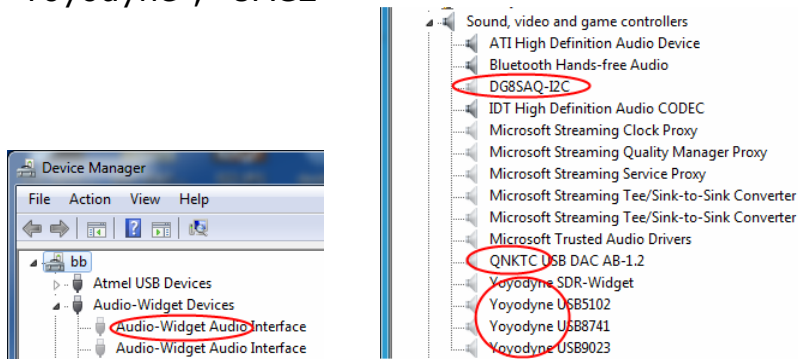 Sound, video and game controllers
ATI High Definition Audio Device
Bluetooth Hands-free Audio
DG8SAQ-I2C
IDT High Definition Audio CODEC
Microsoft Streaming Clock Proxy
Microsoft Streaming Quality Manager Proxy
Microsoft Streaming Service Proxy
Microsoft Streaming Tee/Sink-to-Sink Converter
Microsoft Streaming Tee/Sink-to-Sink Converter
Microsoft Trusted Audio Drivers
QNKTC USB DAC AB-1.2
Yoyodyne SDR-Widget
Yoyodyne USB5102
Yoyodyne USB8741
Yoyodyne USB9023
Device Manager
File Action View Help
bb
Atmel USB Devices
Audio-Widget Devices
Audio-Widget Audio Interface
Audio-Widget Audio Interface